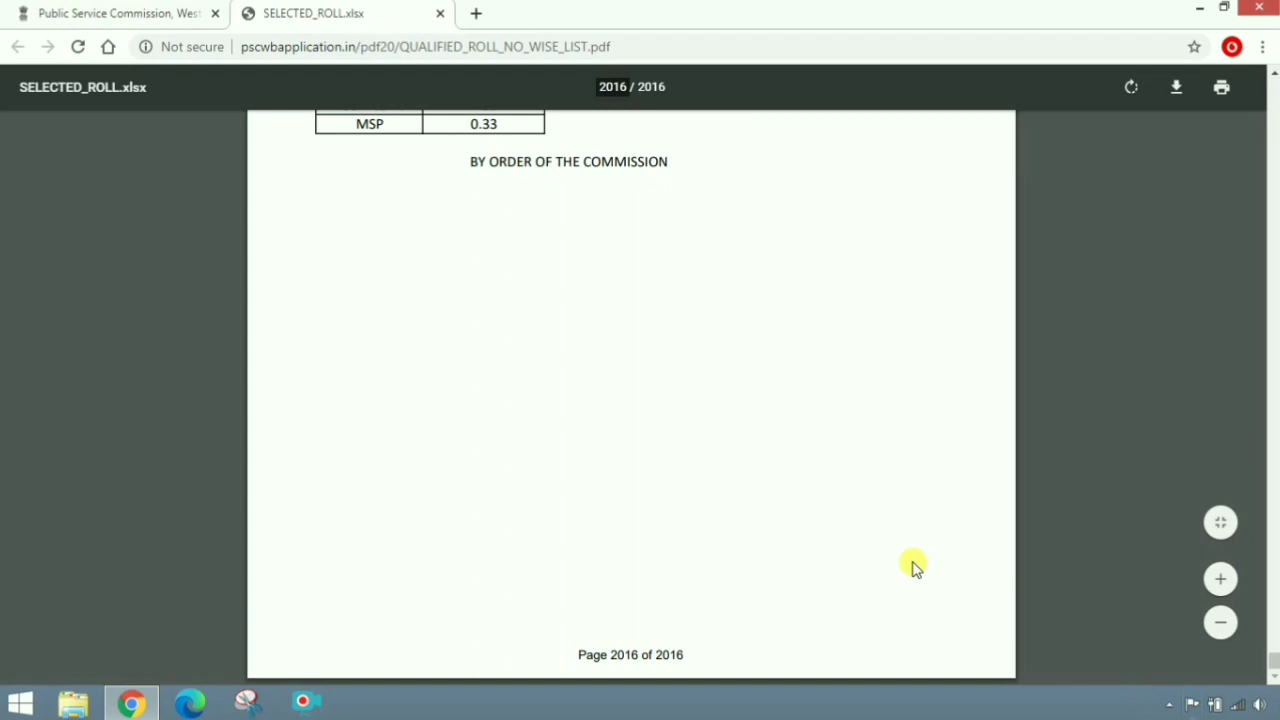 Public Service Commission, West
SELECTED_ROLL.xlsx
Not secure
pscwbapplication.in/pdf20/QUALIFIED_ROLL_NO_WISE_LIST.pdf
SELECTED_ROLL.xlsx
2016 / 2016
MSP 0.33
BY ORDER OF THE COMMISSION
Page 2016 of 2016